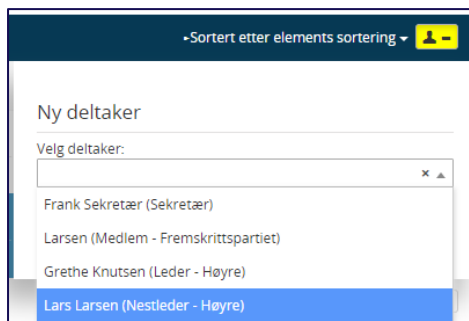 Sortert etter elements sortering
Ny deltaker
Velg deltaker:
Frank Sekretær (Sekretær)
Larsen (Medlem - Fremskrittspartiet)
Grethe Knutsen (Leder - Høyre)
Lars Larsen (Nestleder - Høyre)